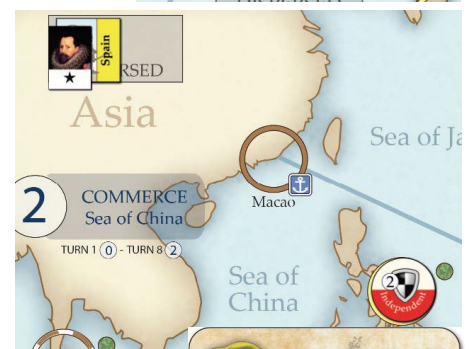 Spain
RSED
Asia
Sea of Ja
2
COMMERCE
Sea of China
Macao
TURN 1 0 - TURN 8 2
Sea of
China
2
Independent